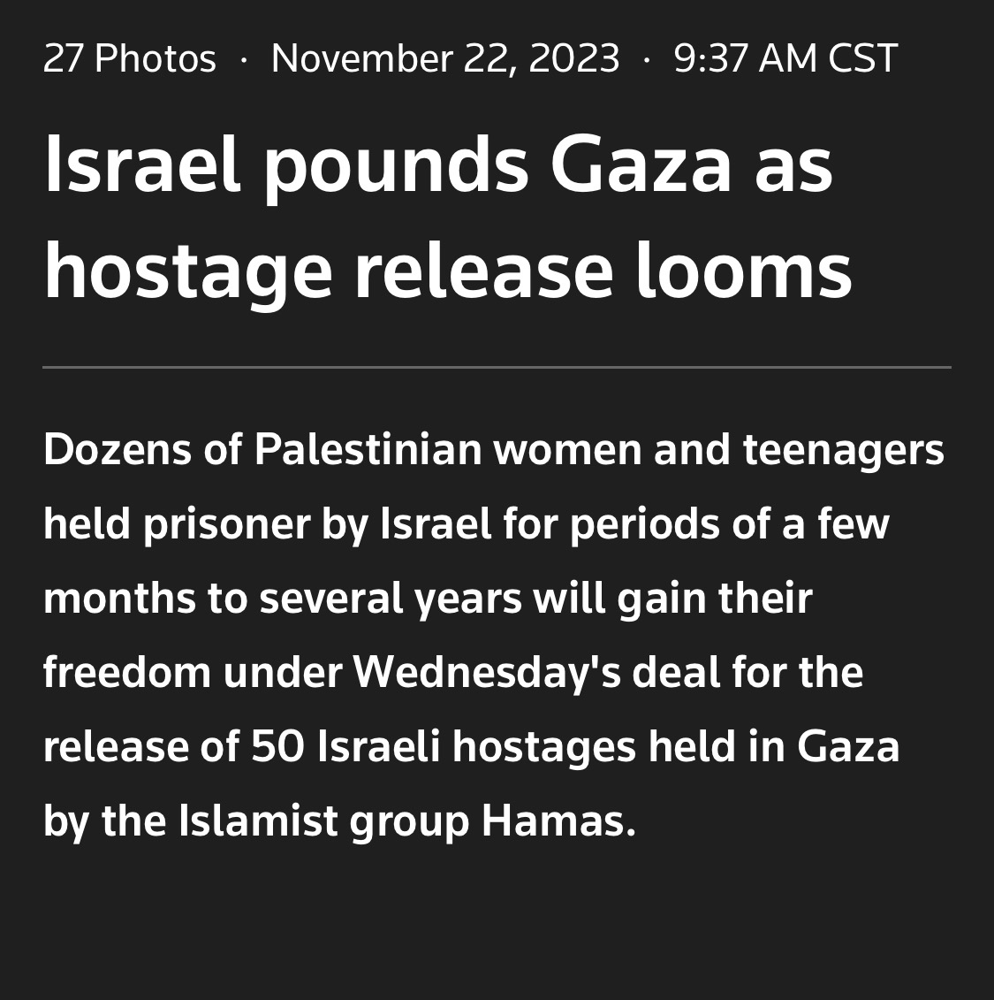 27 Photos · November 22, 2023 · 9:37 AM CST
Israel pounds Gaza as
hostage release looms
Dozens of Palestinian women and teenagers
held prisoner by Israel for periods of a few
months to several years will gain their
freedom under Wednesday's deal for the
release of 50 Israeli hostages held in Gaza
by the Islamist group Hamas.